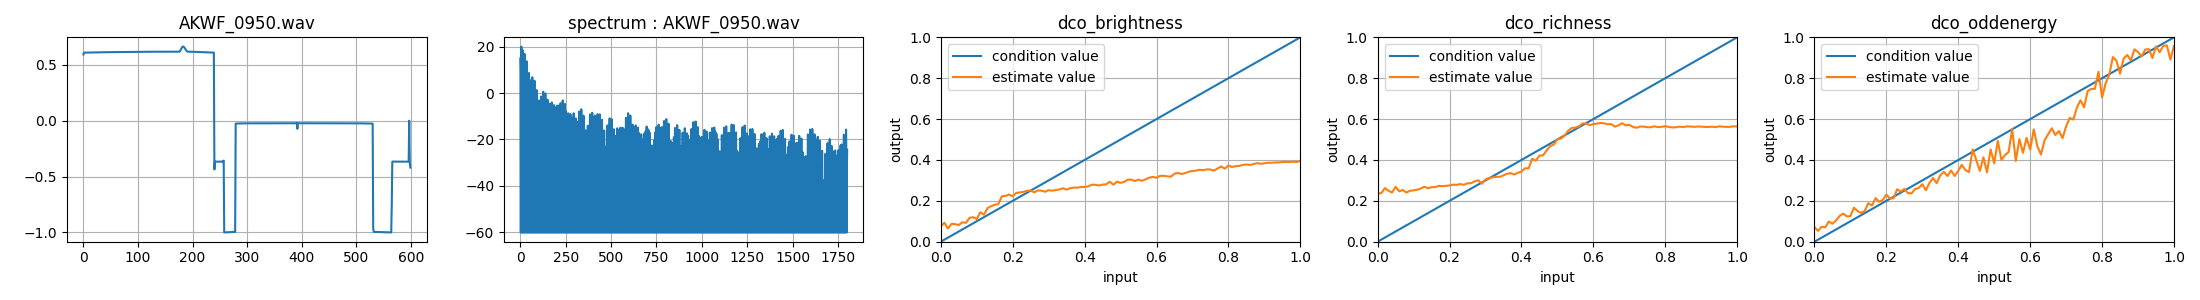 AKWF_0950.wav
0.5
0.0
−0.5
−1.0
0 100 200 300 400 500 600
spectrum : AKWF_0950.wav
20
0
−20
−40
−60
0 250 500 750 1000 1250 1500 1750
dco_brightness
condition value
estimate value
output
1.0
0.8
0.6
0.4
0.2
0.0
0.0 0.2 0.4 0.6 0.8 1.0
input
dco_richness
condition value
estimate value
output
1.0
0.8
0.6
0.4
0.2
0.0
0.0 0.2 0.4 0.6 0.8 1.0
input
dco_oddenergy
condition value
estimate value
output
1.0
0.8
0.6
0.4
0.2
0.0
0.0 0.2 0.4 0.6 0.8 1.0
input